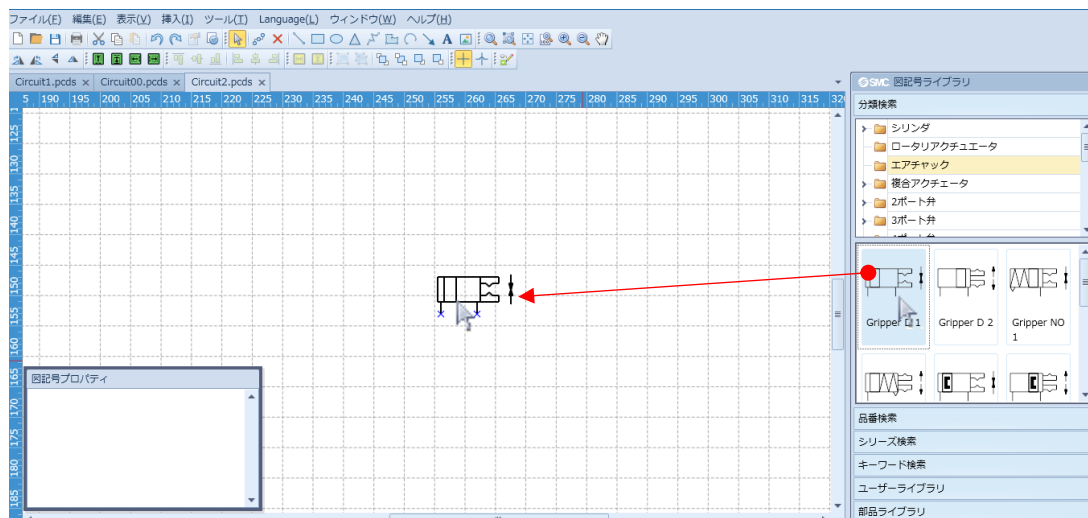 ファイル(F) 編集(E) 表示(V) 挿入(I) ツール(T) Language(L) ウィンドウ(W) ヘルプ(H)
Circuit1.pcds × Circuit00.pcds × Circuit2.pcds ×
5 190 195 200 205 210 215 220 225 230 235 240 245 250 255 260 265 270 275 280 285 290 295 300 305 310 315 320
125
130
135
140
145
150
155
160
165
170
175
180
185
図記号プロパティ
SMC 図記号ライブラリ
分類検索
シリンダ
ロータリアクチュエータ
エアチャック
複合アクチエータ
2ポート弁
3ポート弁
Gripper D 1 Gripper D 2 Gripper NO
1
品番検索
シリーズ検索
キーワード検索
ユーザーライブラリ
部品ライブラリ